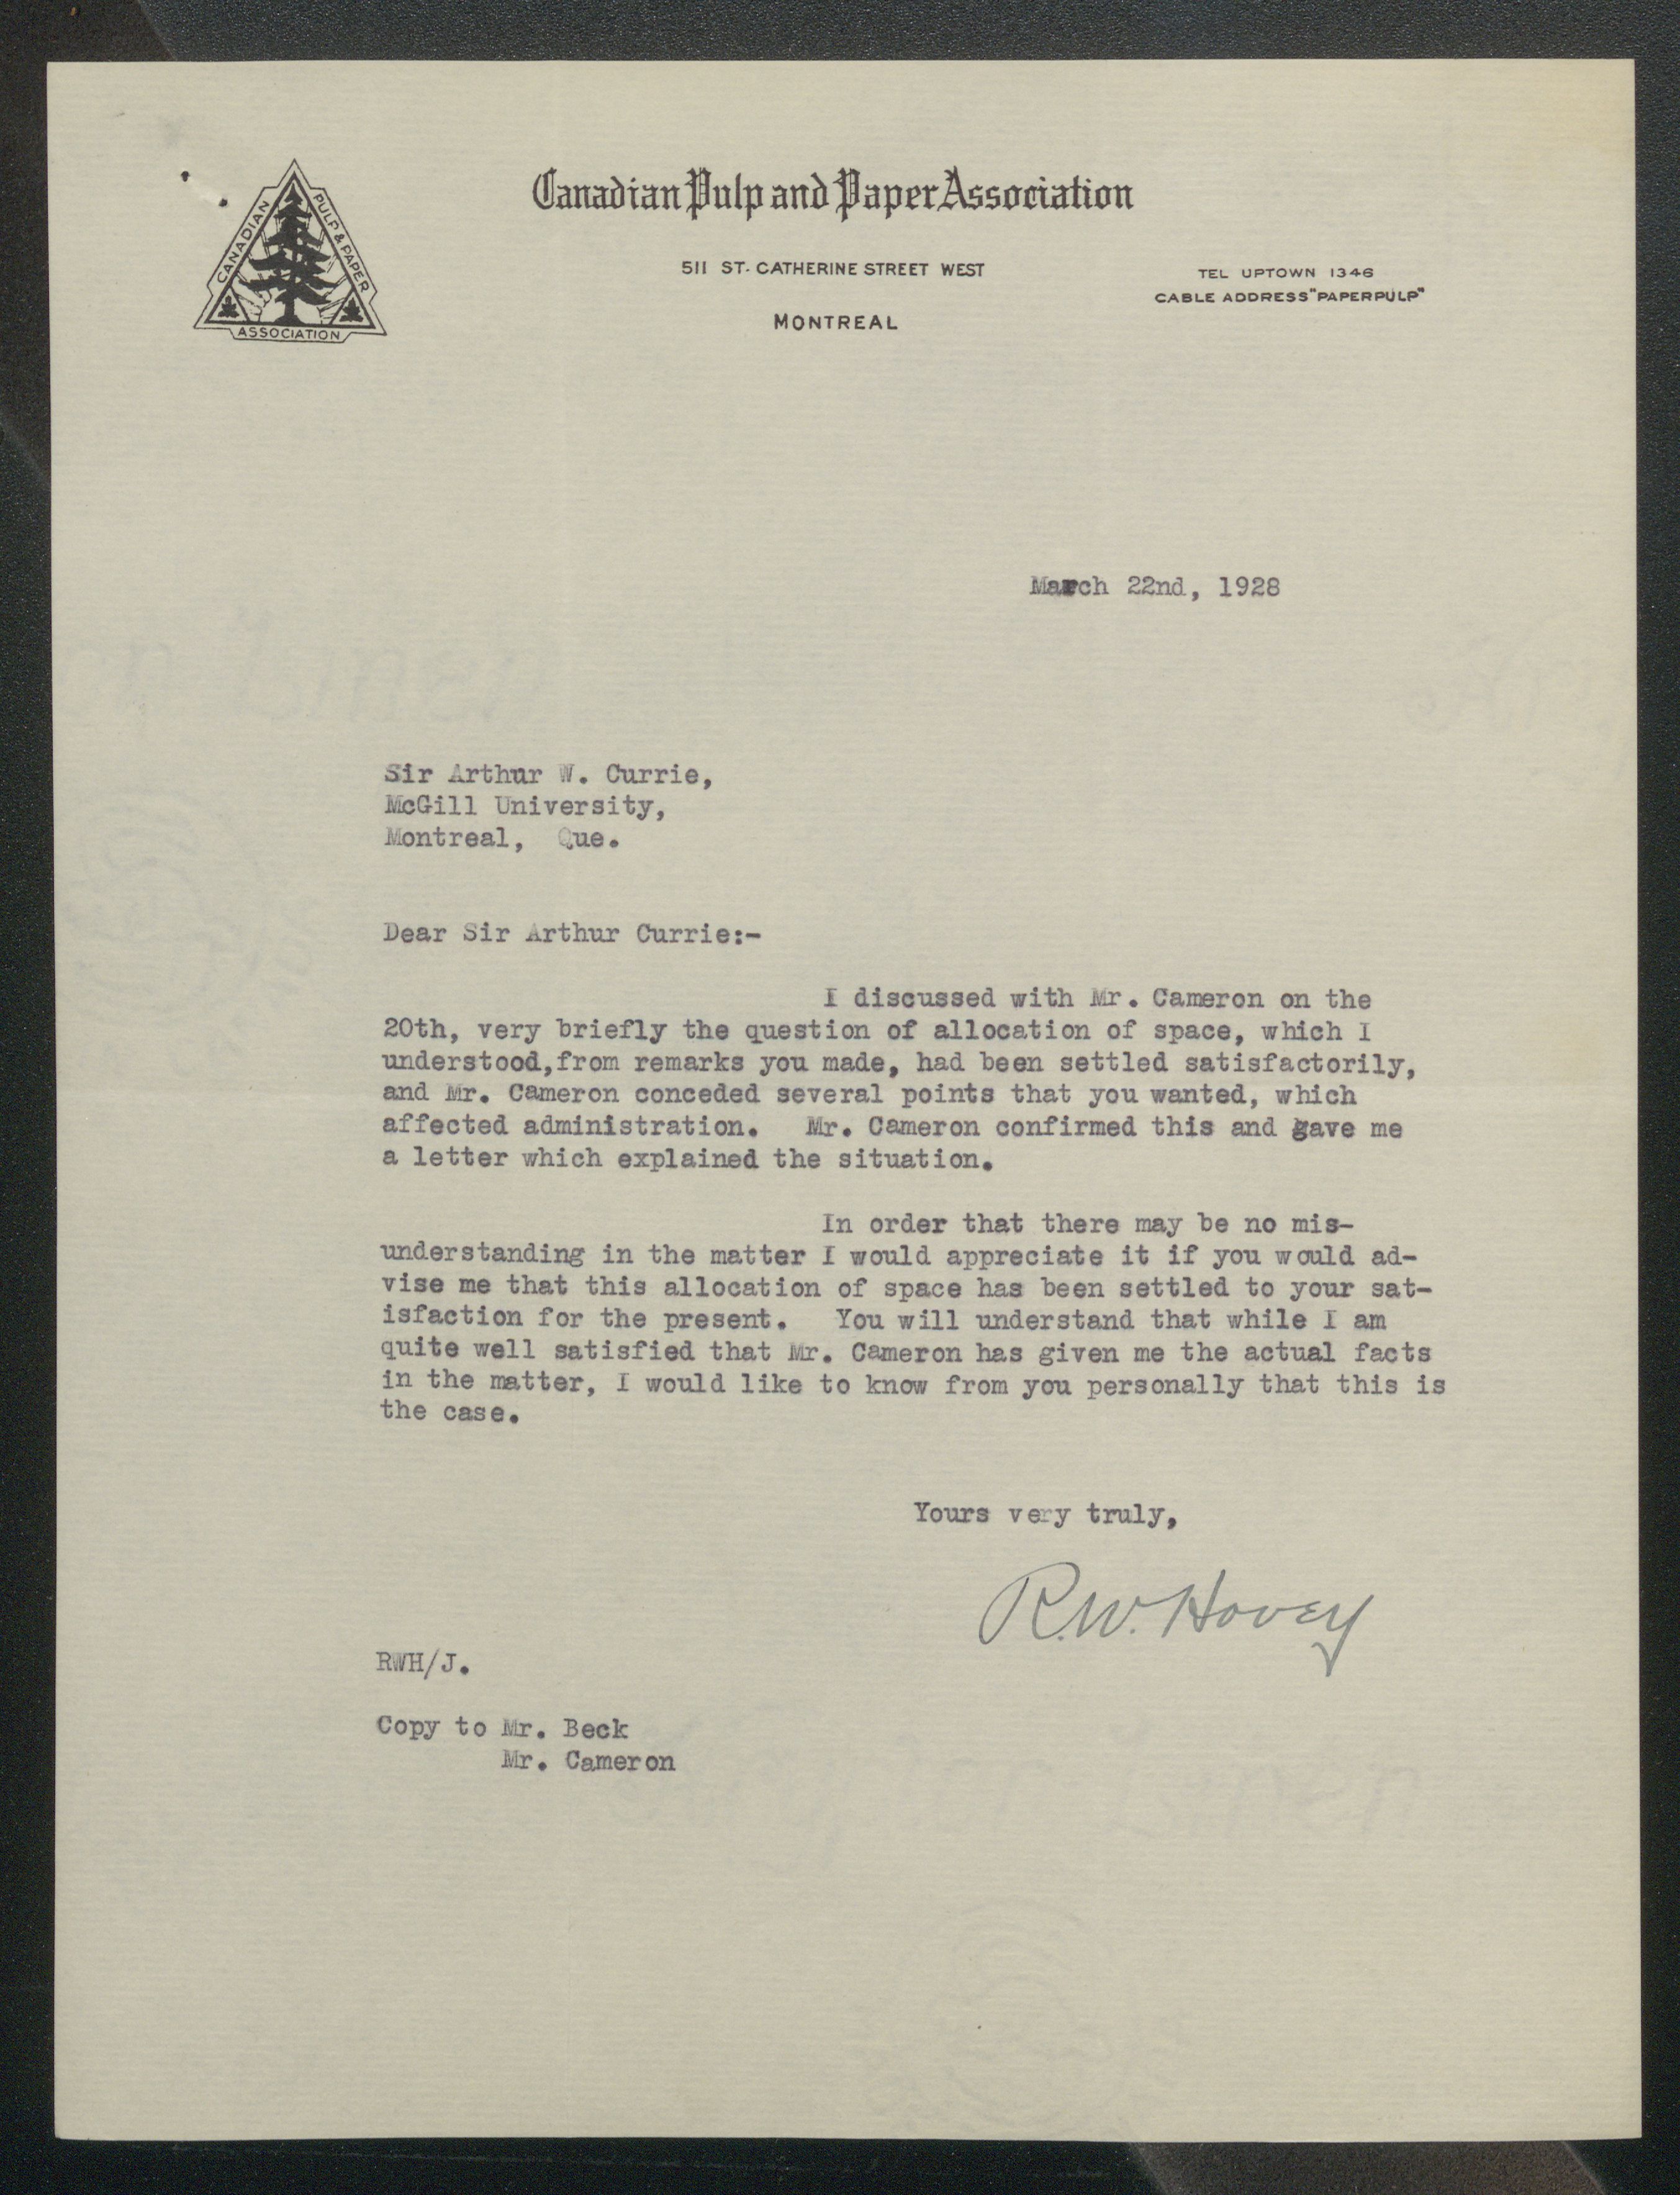 CANADIAN PULP & PAPER ASSOCIATION
Canadian Pulp and Paper Association
511 ST. CATHERINE STREET WEST
MONTREAL
TEL UPTOWN 1346
CABLE ADDRESS "PAPERPULP"
March 22nd, 1928
Sir Arthur W. Currie,
McGill University,
Montreal, Que.
Dear Sir Arthur Currie:-
I discussed with Mr. Cameron on the
20th, very briefly the question of allocation of space, which I
understood,from remarks you made, had been settled satisfactorily,
and Mr. Cameron conceded several points that you wanted, which
affected administration. Mr. Cameron confirmed this and gave me
a letter which explained the situation.
In order that there may be no mis-
understanding in the matter I would appreciate it if you would ad-
vise me that this allocation of space has been settled to your sat-
isfaction for the present. You will understand that while I am
quite well satisfied that Mr. Cameron has given me the actual facts
in the matter, I would like to know from you personally that this is
the case.
Yours very truly,
R.W. Hovey
RWH/J.
Copy to Mr. Beck
Mr. Cameron